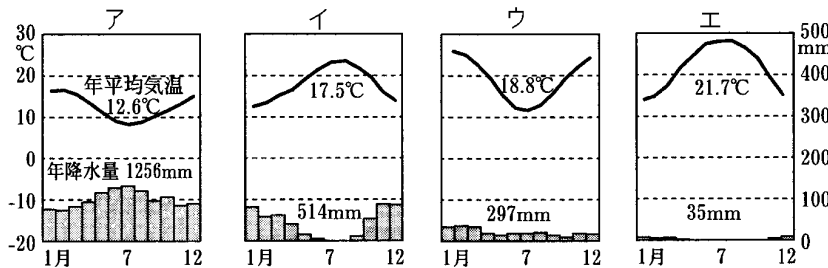 ア イ ウ エ
30 500
℃ mm
20 400
年平均気温
12.6℃ 17.5℃ 18.8℃ 21.7℃
10 300
0 200
年降水量 1256mm
-10 100
514mm 297mm 35mm
-20 0
1月 7 12 1月 7 12 1月 7 12 1月 7 12